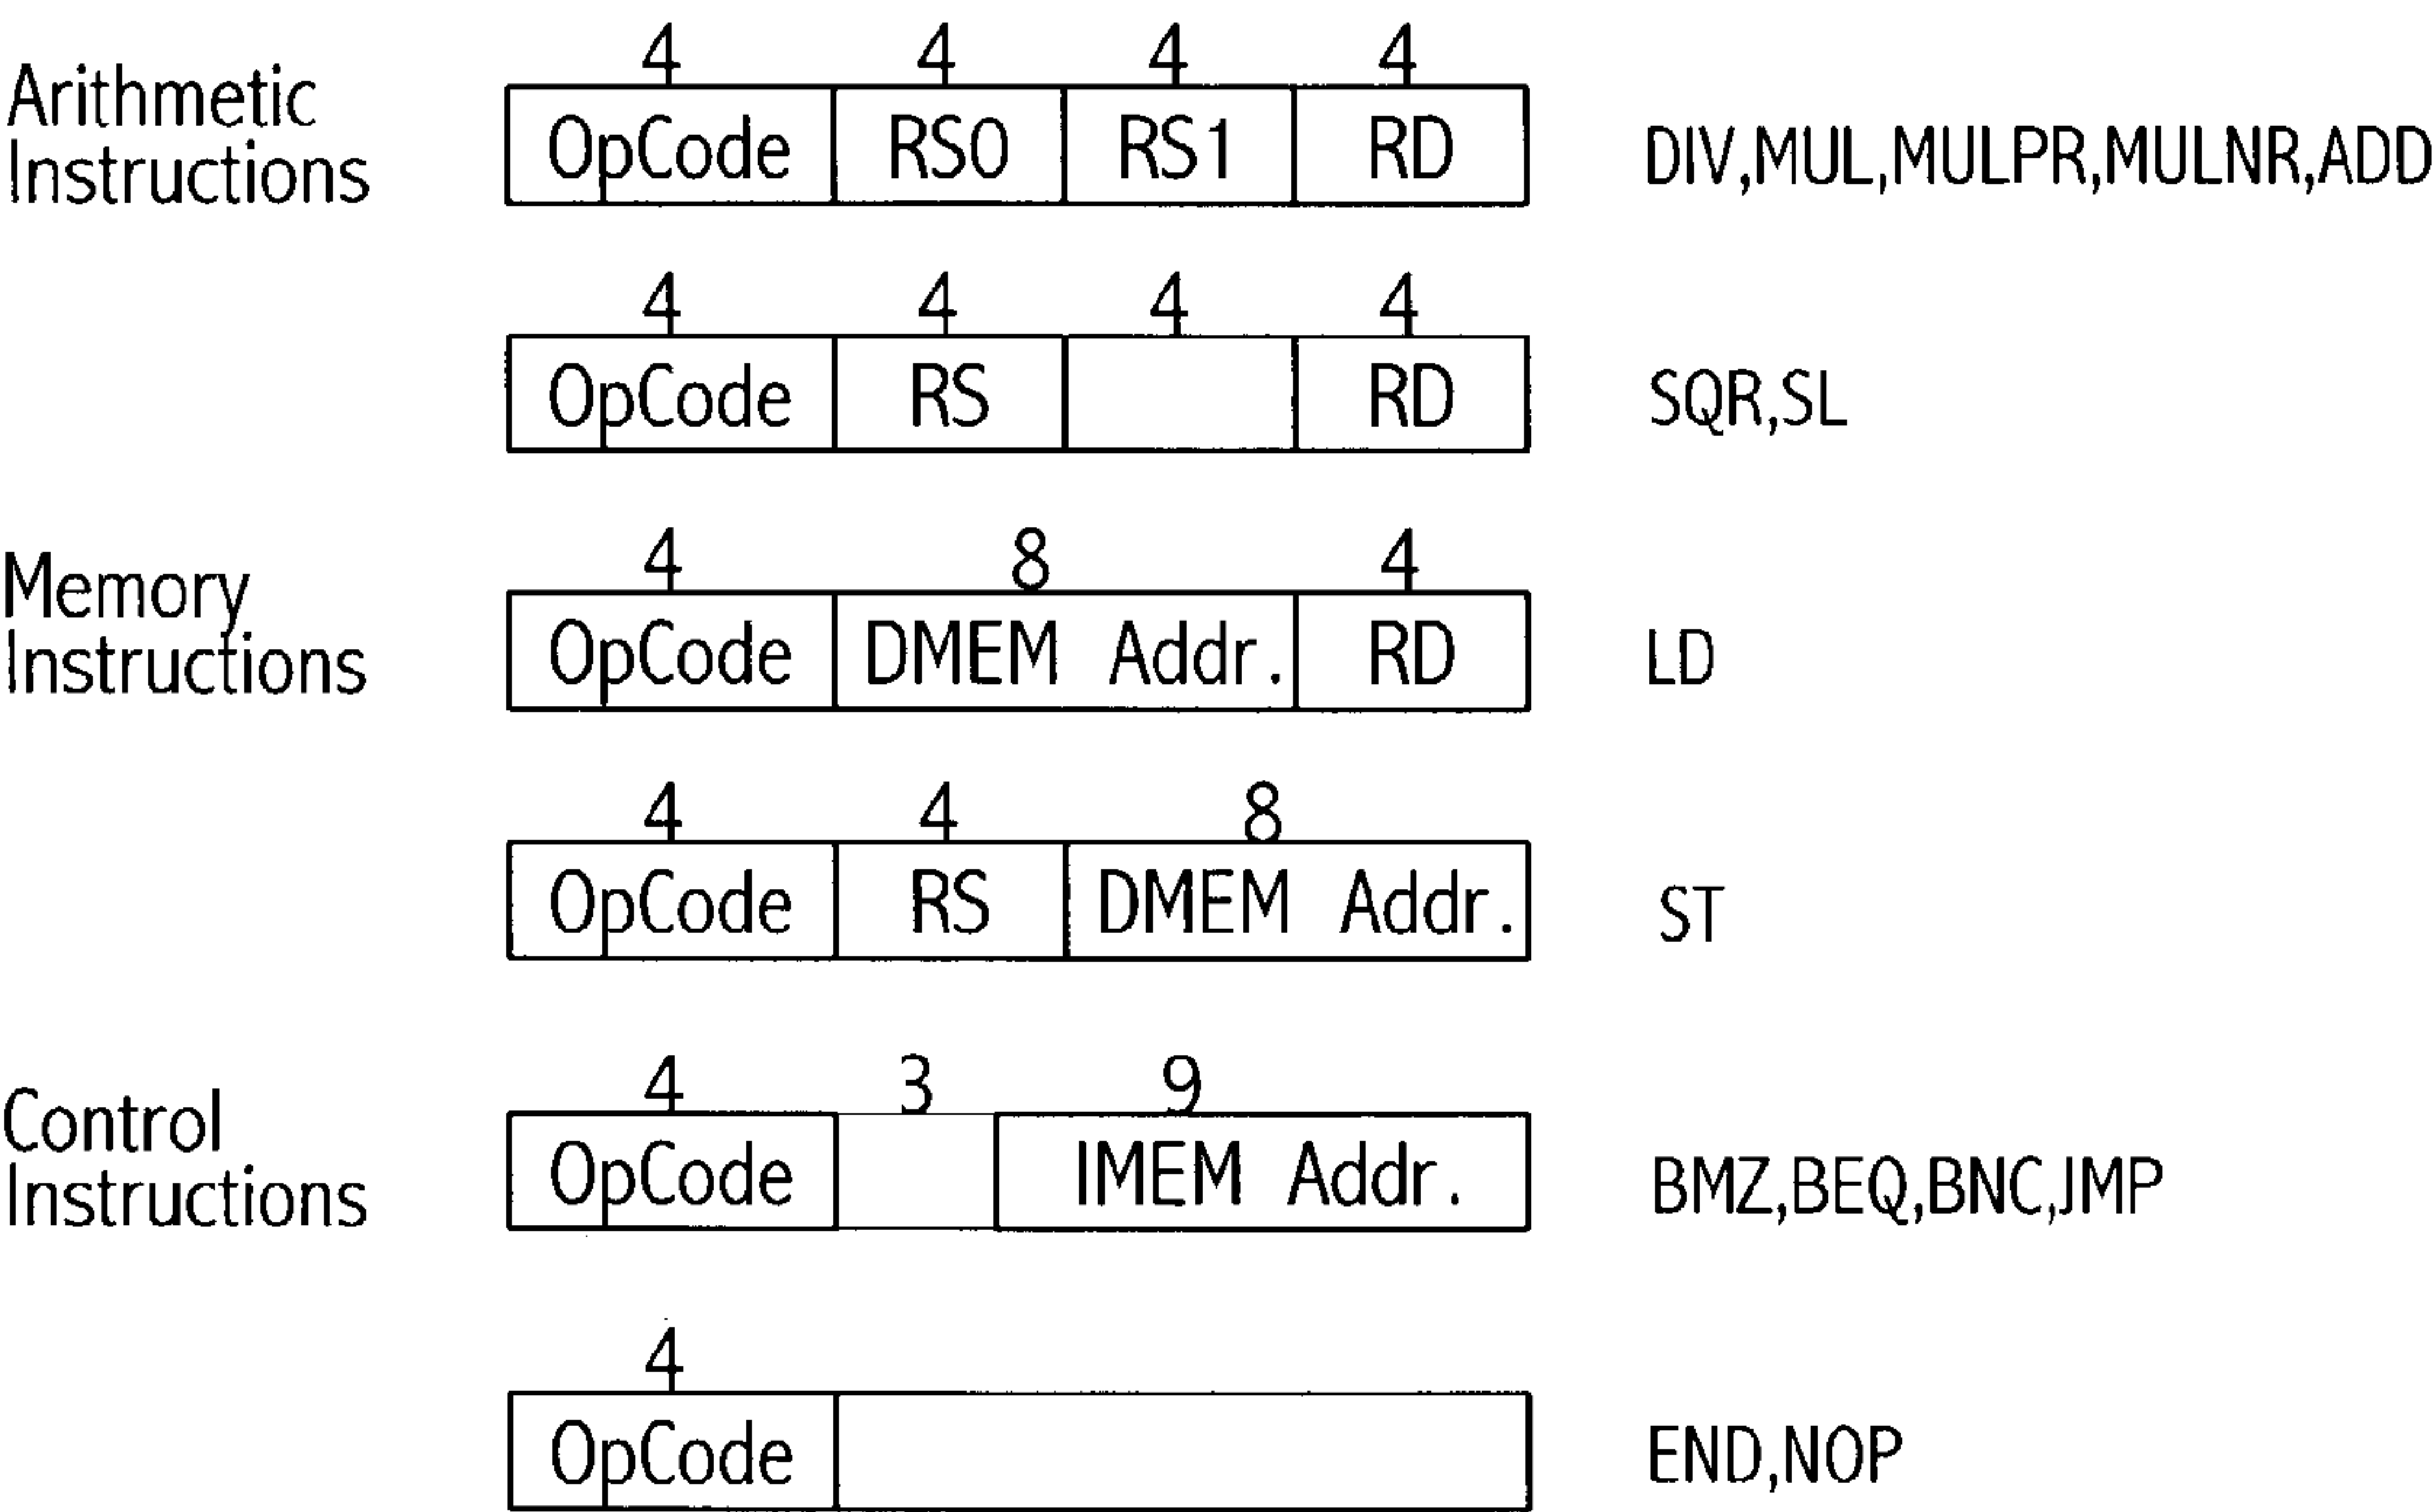 4 4 4 4
Arithmetic
Instructions
OpCode RS0 RS1 RD
DIV,MUL,MULPR,MULNR,ADD
4 4 4 4
OpCode RS RD
SQR,SL
4 8 4
Memory
Instructions
OpCode DMEM Addr. RD
LD
4 4 8
OpCode RS DMEM Addr.
ST
4 3 9
Control
Instructions
OpCode IMEM Addr.
BMZ,BEQ,BNC,JMP
4
OpCode
END,NOP